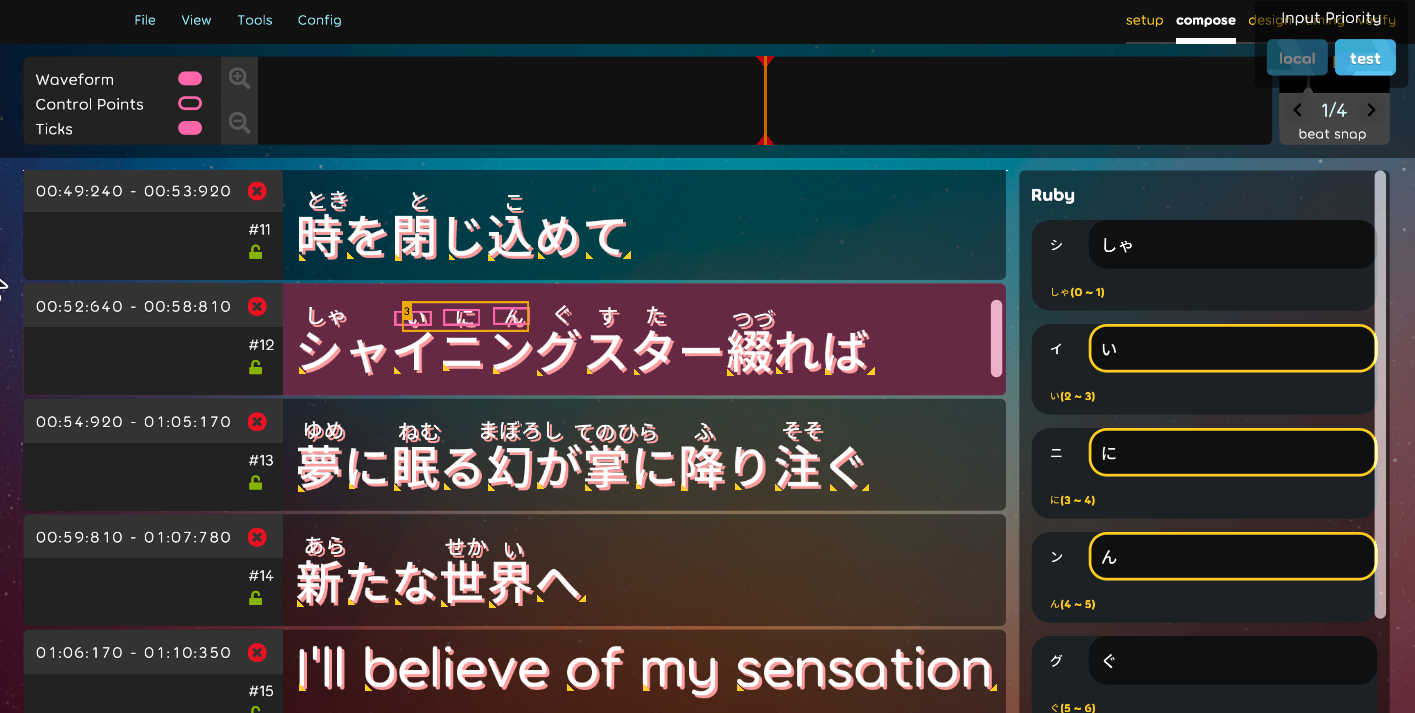 File View Tools Config
setup compose design timing verify
Input Priority
local test
Waveform
Control Points
Ticks
1/4
beat snap
00:49:240 - 00:53:920
#11
とき と こ
時を閉じ込めて
00:52:640 - 00:58:810
#12
しゃ い に ん ぐ す た つづ
3
シャイニングスター綴れば
00:54:920 - 01:05:170
#13
ゆめ ねむ まぼろし てのひら ふ そそ
夢に眠る幻が掌に降り注ぐ
00:59:810 - 01:07:780
#14
あら せか い
新たな世界へ
01:06:170 - 01:10:350
#15
I'll believe of my sensation
Ruby
シ しゃ
しゃ(0 ~ 1)
イ い
い(2 ~ 3)
ニ に
に(3 ~ 4)
ン ん
ん(4 ~ 5)
グ ぐ
ぐ(5 ~ 6)